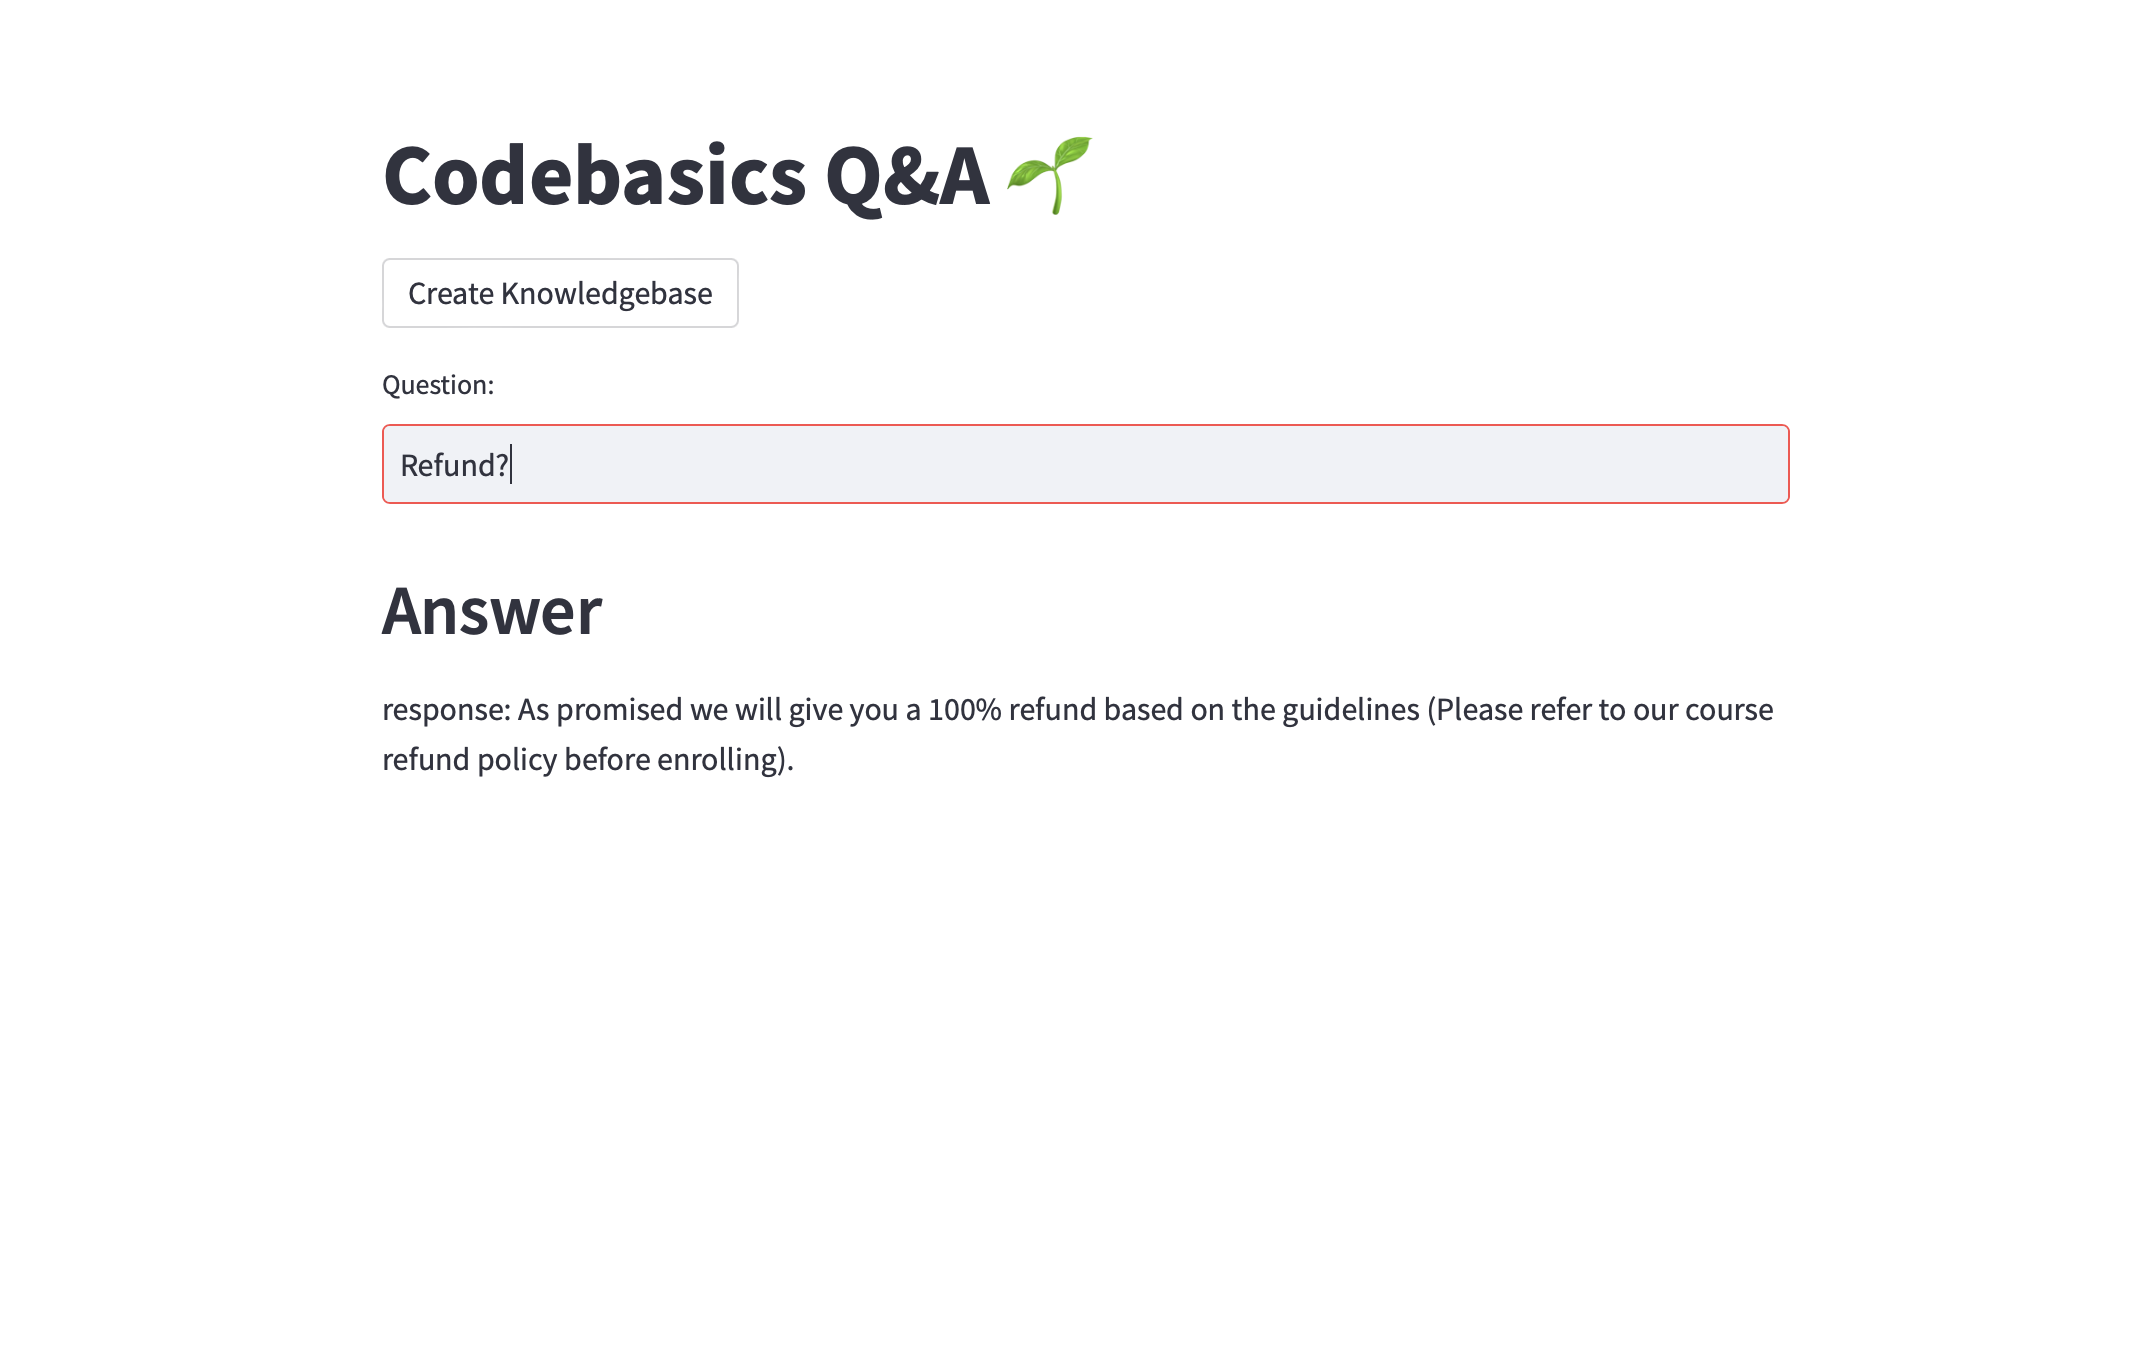 Codebasics Q&A 🌱
Create Knowledgebase
Question:
Refund?
Answer
response: As promised we will give you a 100% refund based on the guidelines (Please refer to our course
refund policy before enrolling).